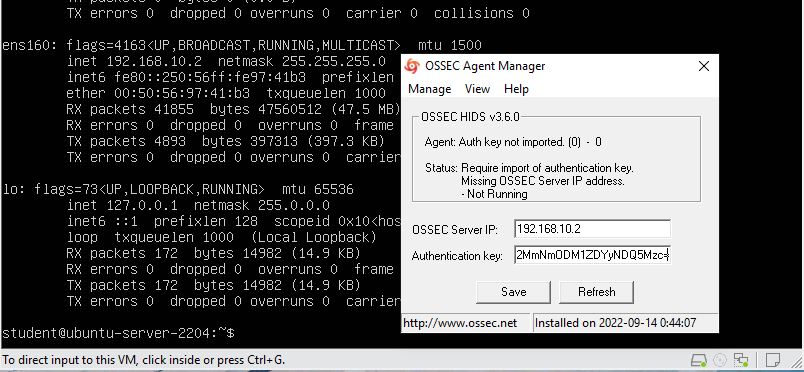 TX packets 0 bytes 0 (0.0 B)
TX errors 0 dropped 0 overruns 0 carrier 0 collisions 0
ens160: flags=4163<UP,BROADCAST,RUNNING,MULTICAST> mtu 1500
inet 192.168.10.2 netmask 255.255.255.0
inet6 fe80::250:56ff:fe97:41b3 prefixlen
ether 00:50:56:97:41:b3 txqueuelen 1000
RX packets 41855 bytes 47560512 (47.5 MB)
RX errors 0 dropped 0 overruns 0 frame
TX packets 4893 bytes 397313 (397.3 KB)
TX errors 0 dropped 0 overruns 0 carrier
lo: flags=73<UP,LOOPBACK,RUNNING> mtu 65536
inet 127.0.0.1 netmask 255.0.0.0
inet6 ::1 prefixlen 128 scopeid 0x10<hos
loop txqueuelen 1000 (Local Loopback)
RX packets 172 bytes 14982 (14.9 KB)
RX errors 0 dropped 0 overruns 0 frame
TX packets 172 bytes 14982 (14.9 KB)
TX errors 0 dropped 0 overruns 0 carrier
student@ubuntu-server-2204:~$
OSSEC Agent Manager
Manage View Help
OSSEC HIDS v3.6.0
Agent: Auth key not imported. (0) - 0
Status: Require import of authentication key.
Missing OSSEC Server IP address.
- Not Running
OSSEC Server IP: 192.168.10.2
Authentication key: 2MmNmODM1ZDYyNDQ5Mzc=
Save Refresh
http://www.ossec.net Installed on 2022-09-14 0:44:07
To direct input to this VM, click inside or press Ctrl+G.